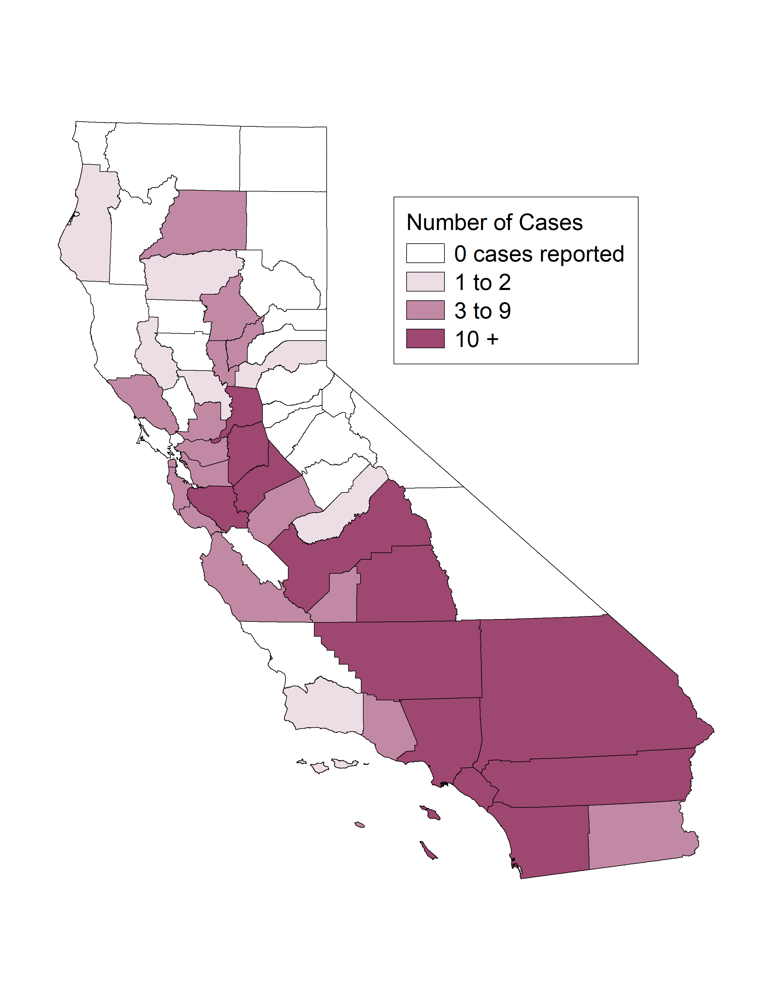 Number of Cases
0 cases reported
1 to 2
3 to 9
10 +